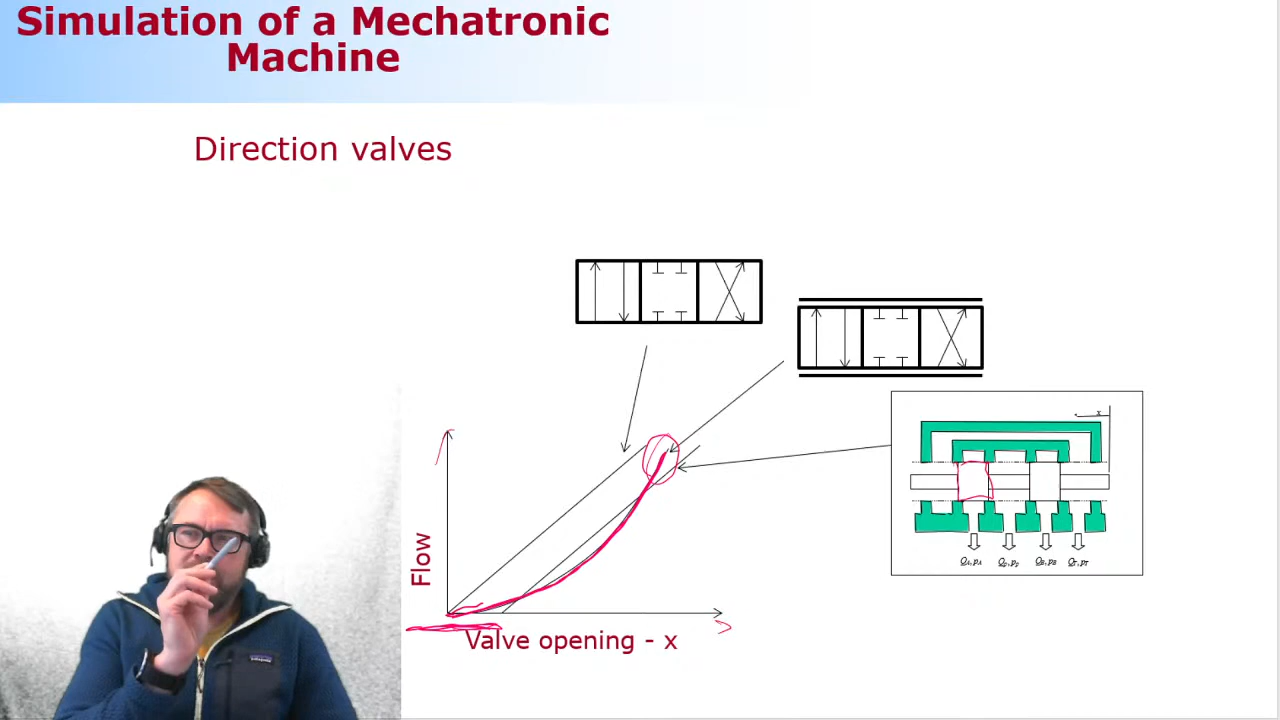 Simulation of a Mechatronic
Machine
Direction valves
x
Flow
Valve opening - x